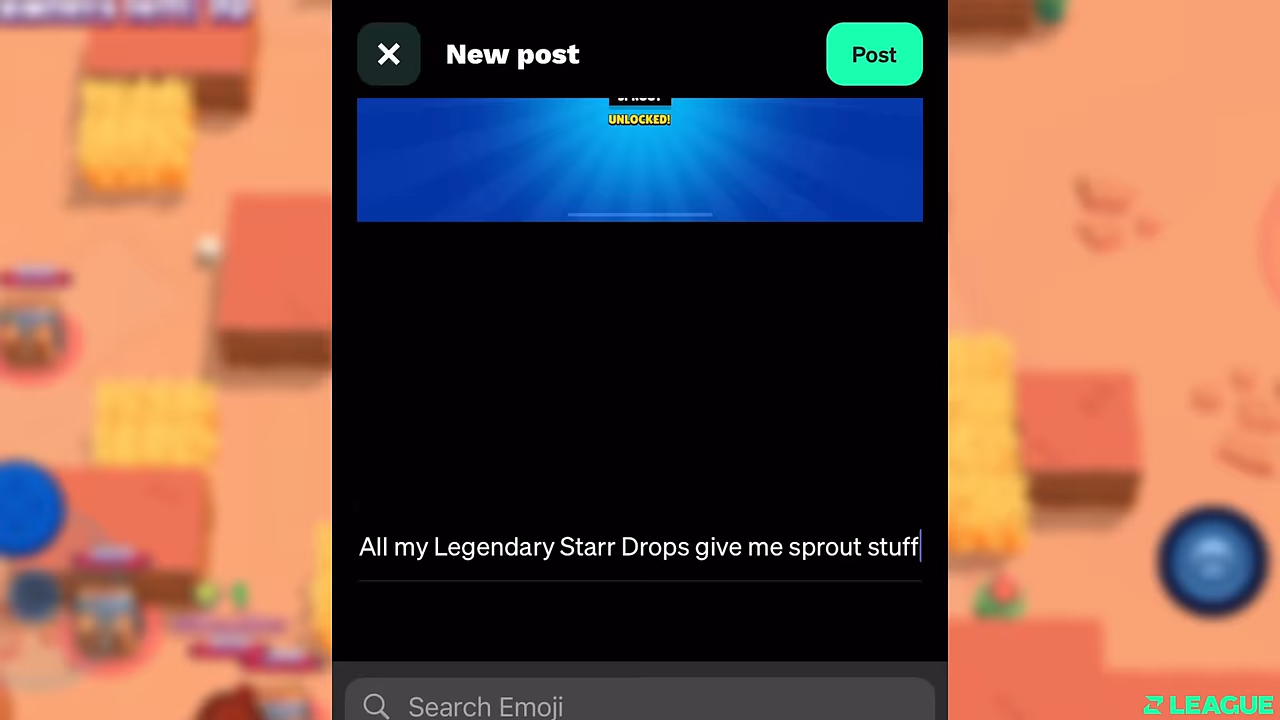 New post
Post
UNLOCKED!
All my Legendary Starr Drops give me sprout stuff
Search Emoji
LEAGUE